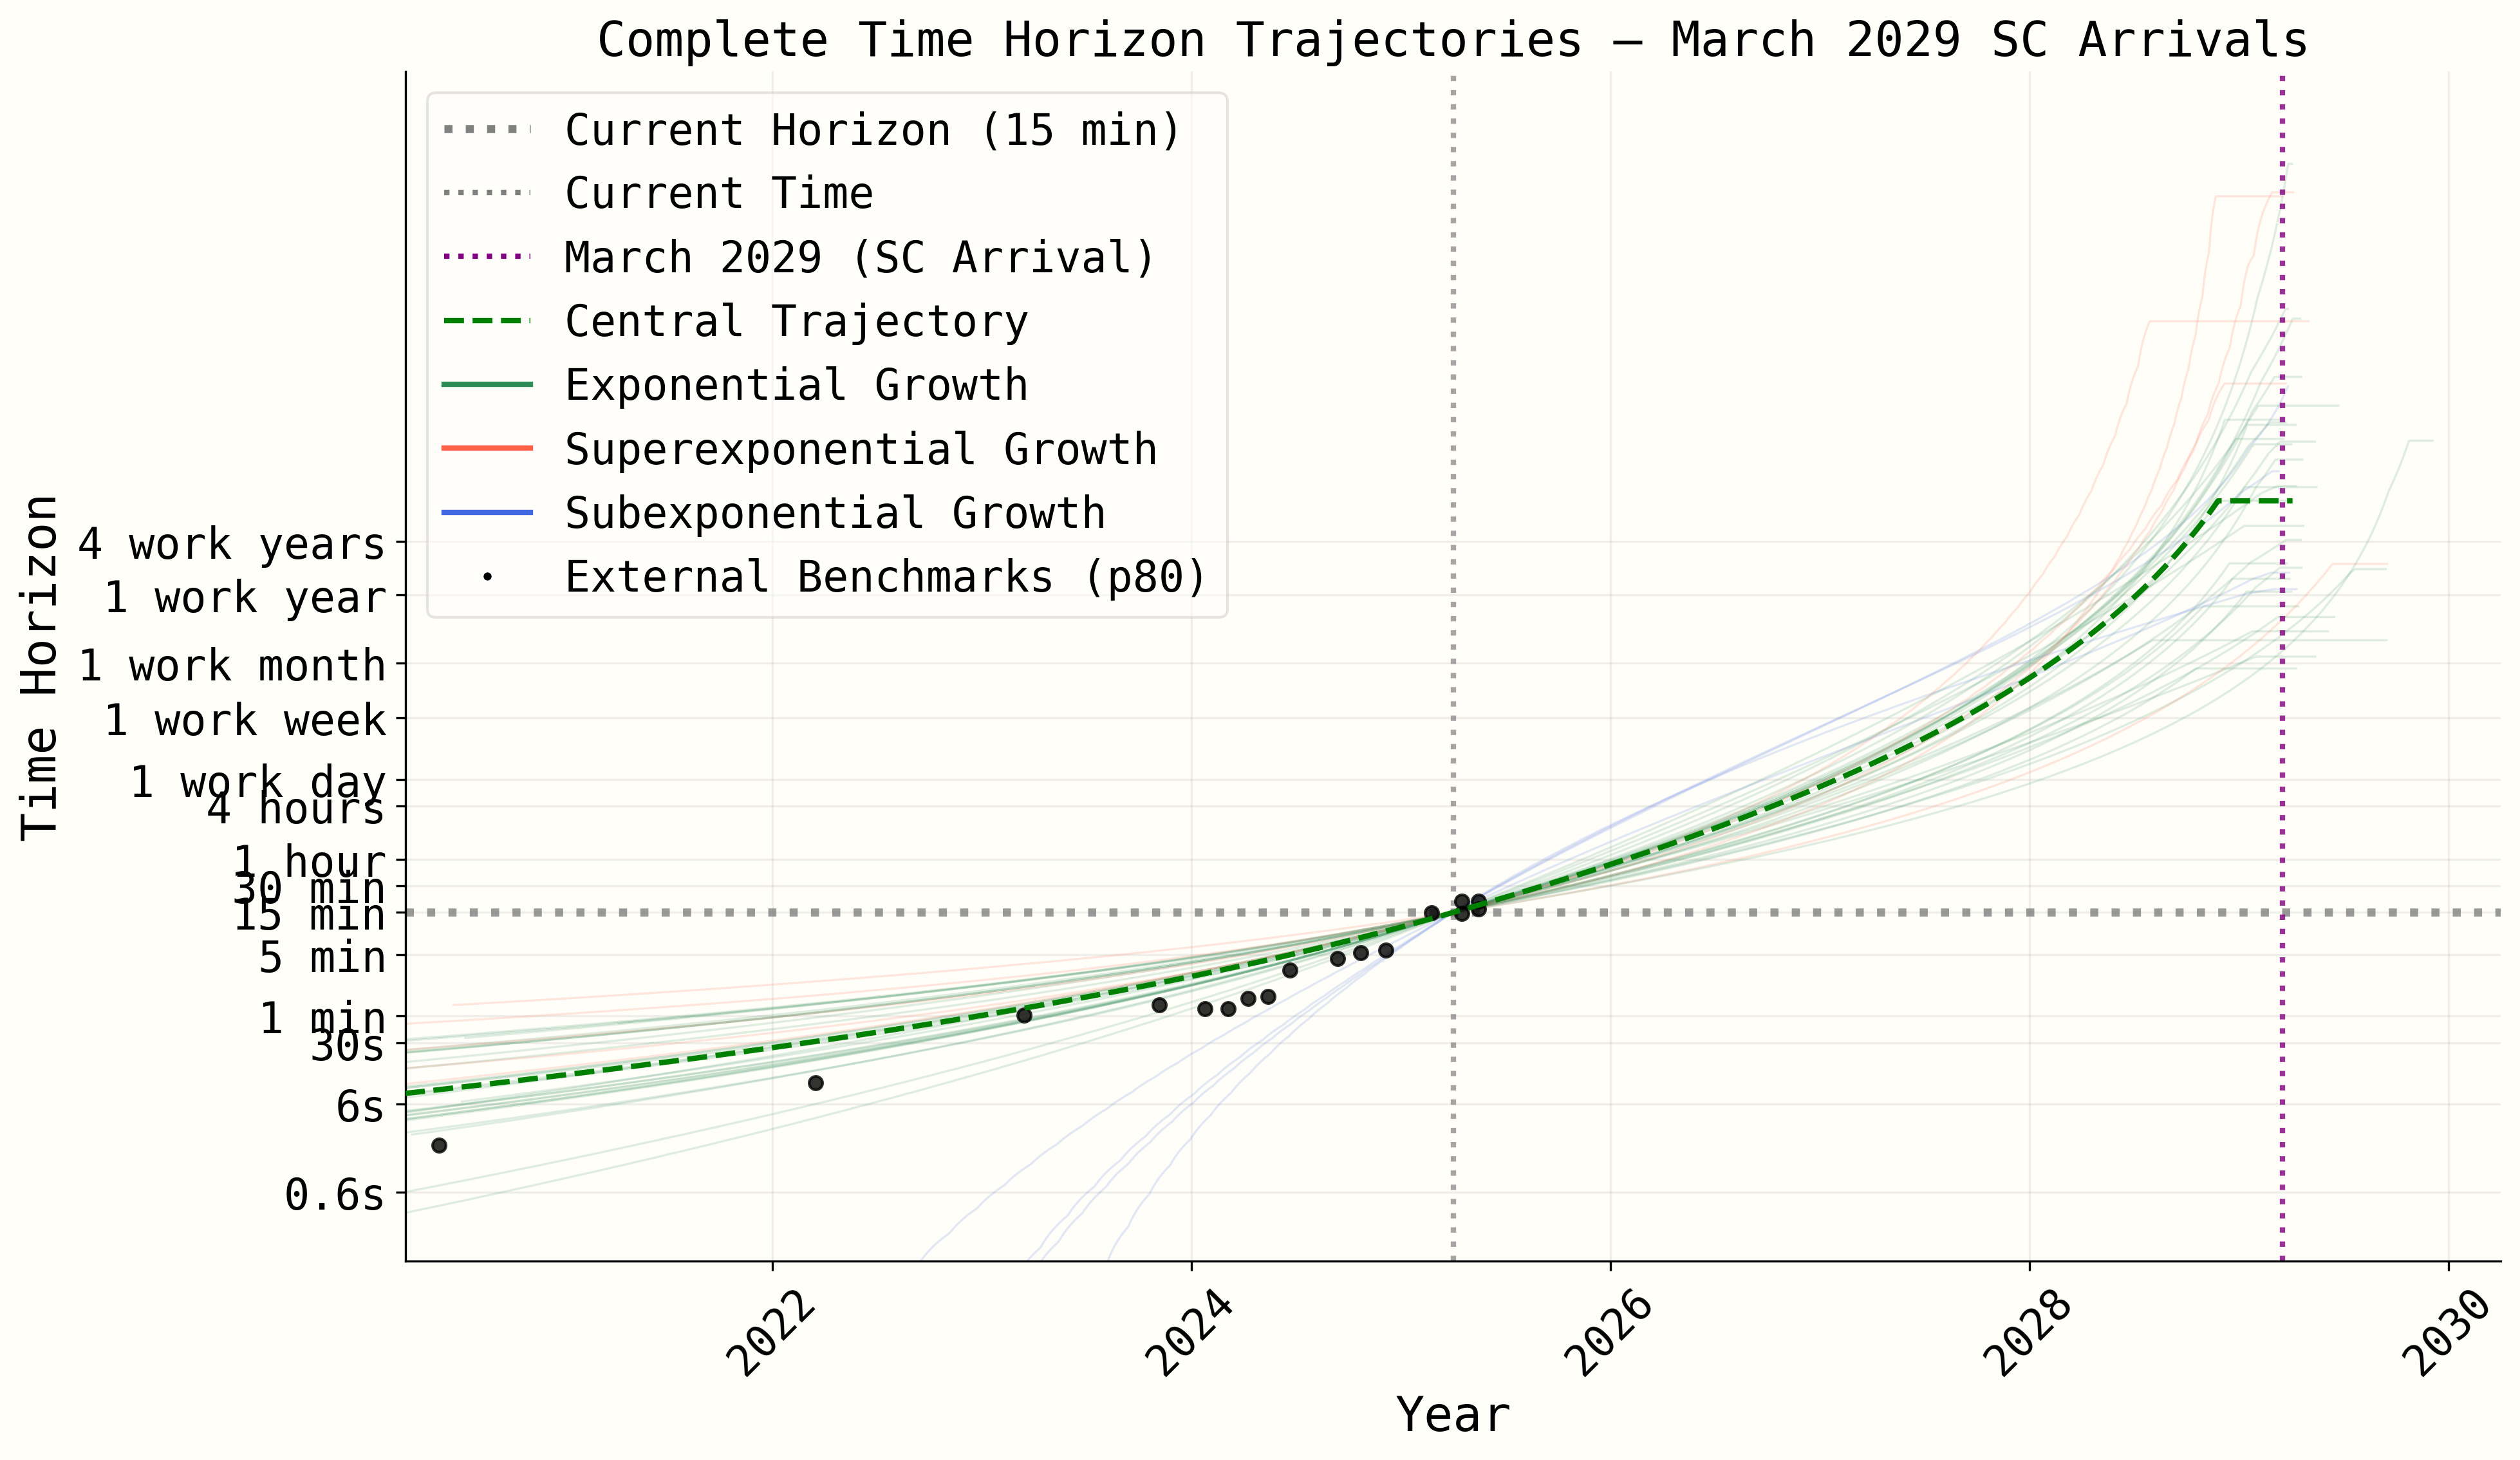 Complete Time Horizon Trajectories – March 2029 SC Arrivals
Current Horizon (15 min)
Current Time
March 2029 (SC Arrival)
Central Trajectory
Exponential Growth
Superexponential Growth
Subexponential Growth
External Benchmarks (p80)
Time Horizon
4 work years
1 work year
1 work month
1 work week
1 work day
4 hours
1 hour
30 min
15 min
5 min
1 min
30s
6s
0.6s
2022
2024
2026
2028
2030
Year